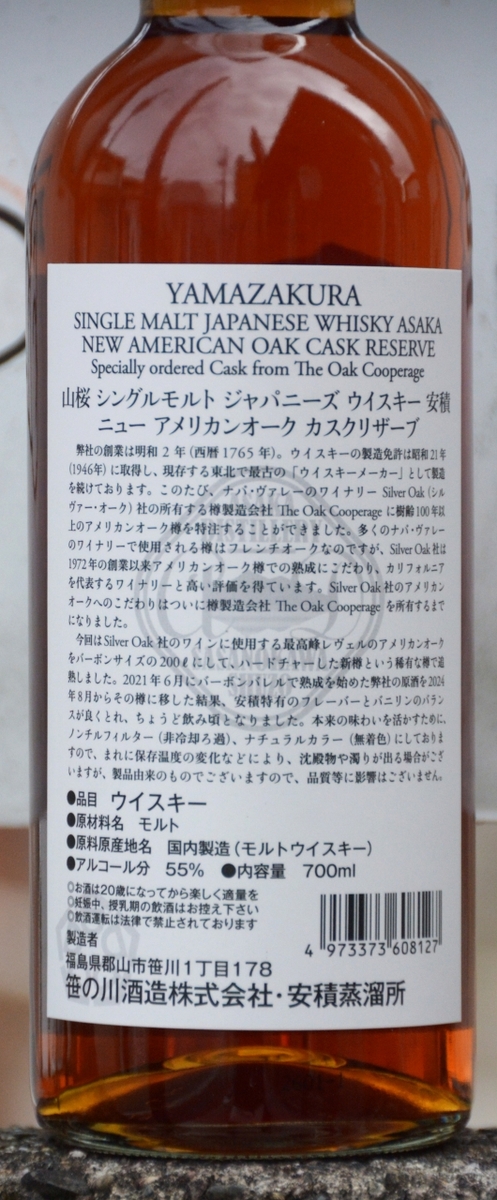 YAMAZAKURA
SINGLE MALT JAPANESE WHISKY ASAKA
NEW AMERICAN OAK CASK RESERVE
Specially ordered Cask from The Oak Cooperage
山桜 シングルモルト ジャパニーズ ウイスキー 安積
ニュー アメリカンオーク カスクリザーブ
弊社の創業は明和 2 年 (西暦 1765 年)。ウイスキーの製造免許は昭和21年
(1946年) に取得し、現存する東北で最古の「ウイスキーメーカー」として製造
を続けております。このたび、ナパ・ヴァレーのワイナリー Silver Oak (シル
ヴァー・オーク) 社の所有する樽製造会社 The Oak Cooperage に樹齢100年以
上のアメリカンオーク樽を特注することができました。多くのナパ・ヴァレー
のワイナリーで使用される樽はフレンチオークなのですが、Silver Oak 社は
1972年の創業以来アメリカンオーク樽での熟成にこだわり、カリフォルニア
を代表するワイナリーと高い評価を得ています。Silver Oak 社のアメリカン
オークへのこだわりはついに樽製造会社 The Oak Cooperage を所有するまで
になりました。
今回はSilver Oak 社のワインに使用する最高峰レヴェルのアメリカンオーク
をバーボンサイズの 200ℓ にして、ハードチャーした新樽という稀有な樽で追
熟しました。2021 年 6 月にバーボンバレルで熟成を始めた弊社の原酒を2024
年8月からその樽に移した結果、安積特有のフレーバーとバニリンのバラン
スが良くとれ、ちょうど飲み頃となりました。本来の味わいを活かすために、
ノンチルフィルター (非冷却ろ過)、ナチュラルカラー (無着色) にしておりま
すので、まれに保存温度の変化などにより、沈殿物や濁りが出る場合がござ
いますが、製品由来のものでございますので、品質等に影響はございません。
●品目 ウイスキー
●原材料名 モルト
●原料原産地名 国内製造 (モルトウイスキー)
●アルコール分 55% ●内容量 700ml
○お酒は20歳になってから楽しく適量を
○妊娠中、授乳期の飲酒はお控え下さい
○飲酒運転は法律で禁止されております
製造者
福島県郡山市笹川1丁目178
笹の川酒造株式会社・安積蒸溜所
4 973373 608127